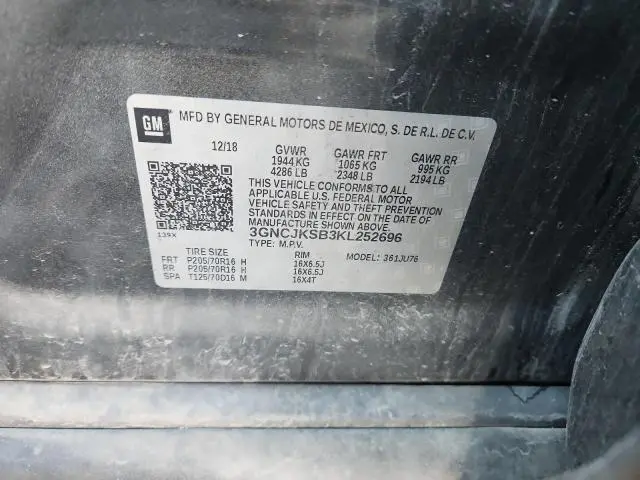 GM
MFD BY GENERAL MOTORS DE MEXICO, S. DE R.L. DE C.V.
12/18 GVWR GAWR FRT GAWR RR
1944 KG 1065 KG 995 KG
4286 LB 2348 LB 2194 LB
THIS VEHICLE CONFORMS TO ALL
APPLICABLE U.S. FEDERAL MOTOR
VEHICLE SAFETY AND THEFT PREVENTION
STANDARDS IN EFFECT ON THE DATE OF
MANUFACTURE SHOWN ABOVE.
139X 3GNCJKSB3KL252696
TYPE: M.P.V. MODEL: 361JU76
TIRE SIZE RIM
FRT P205/70R16 H 16X6.5J
RR P205/70R16 H 16X6.5J
SPA T125/70D16 M 16X4T